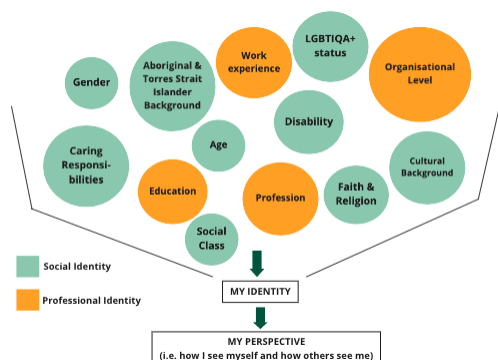 LGBTIQA+
status
Work
experience
Organisational
Level
Aboriginal &
Torres Strait
Islander
Background
Gender
Disability
Age
Caring
Responsi-
bilities
Cultural
Background
Education
Profession
Faith &
Religion
Social
Class
Social Identity
Professional Identity
MY IDENTITY
MY PERSPECTIVE
(i.e. how I see myself and how others see me)